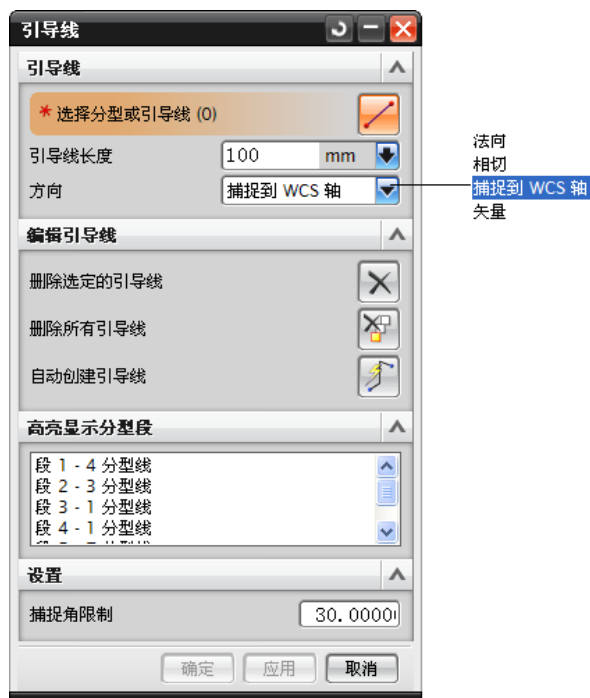 引导线
引导线
* 选择分型或引导线 (0)
引导线长度 100 mm
方向 捕捉到 WCS 轴
法向
相切
捕捉到 WCS 轴
矢量
编辑引导线
删除选定的引导线
删除所有引导线
自动创建引导线
高亮显示分型段
段 1 - 4 分型线
段 2 - 3 分型线
段 3 - 1 分型线
段 4 - 1 分型线
设置
捕捉角限制 30.0000
确定 应用 取消